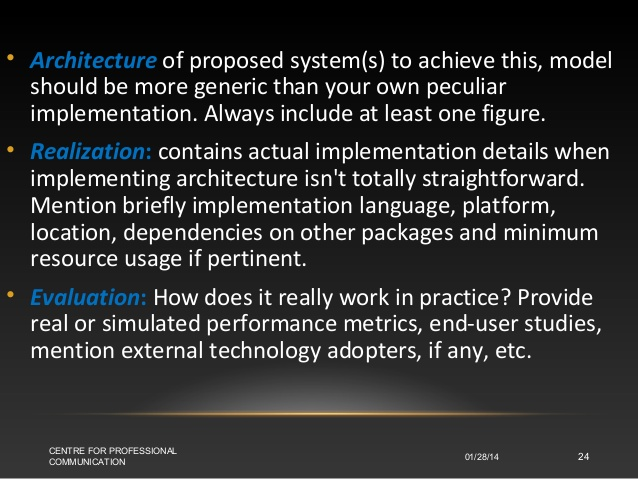 • Architecture of proposed system(s) to achieve this, model
should be more generic than your own peculiar
implementation. Always include at least one figure.
• Realization: contains actual implementation details when
implementing architecture isn't totally straightforward.
Mention briefly implementation language, platform,
location, dependencies on other packages and minimum
resource usage if pertinent.
• Evaluation: How does it really work in practice? Provide
real or simulated performance metrics, end-user studies,
mention external technology adopters, if any, etc.
CENTRE FOR PROFESSIONAL
COMMUNICATION
01/28/14
24